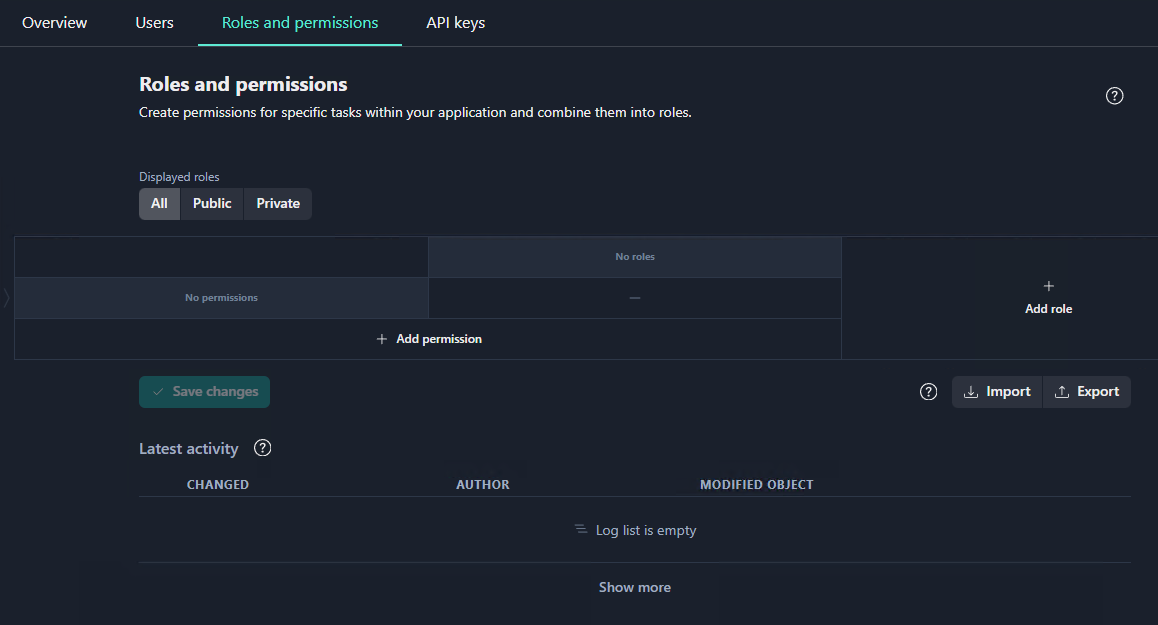 Overview Users Roles and permissions API keys
Roles and permissions
Create permissions for specific tasks within your application and combine them into roles.
Displayed roles
All Public Private
No roles
No permissions —
+ Add role
+ Add permission
Save changes Import Export
Latest activity
CHANGED AUTHOR MODIFIED OBJECT
Log list is empty
Show more